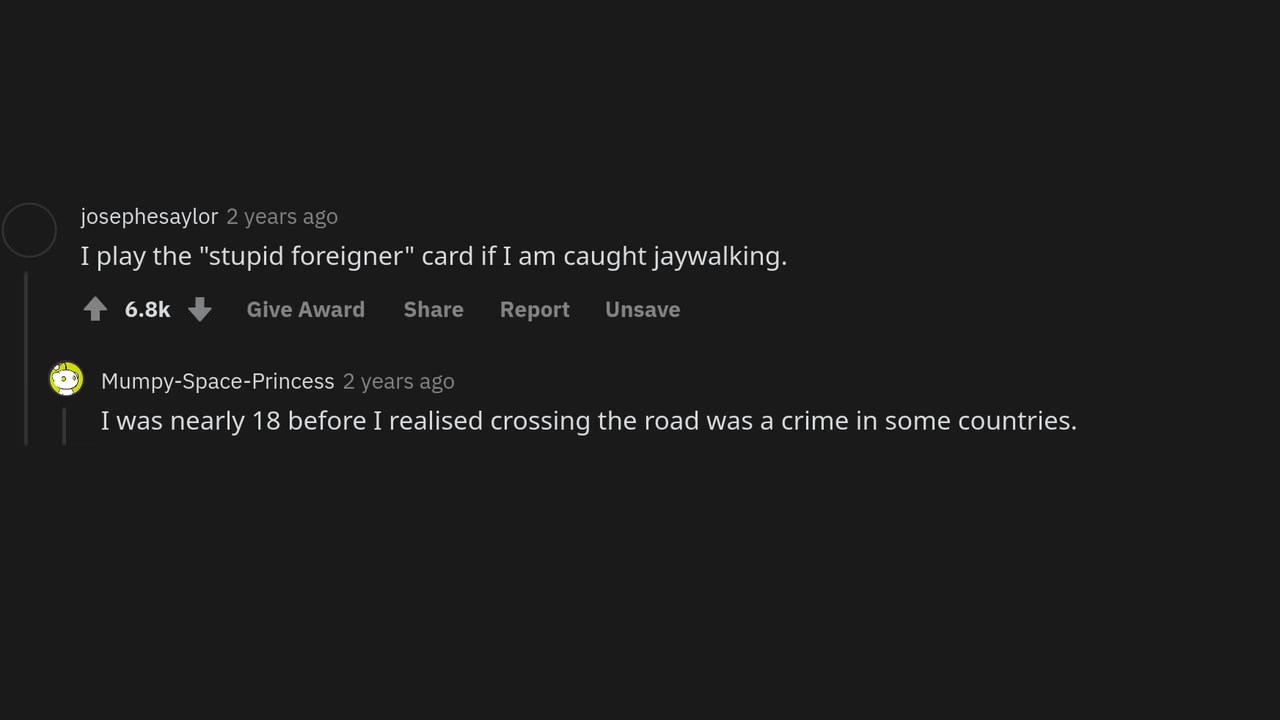 josephesaylor 2 years ago
I play the "stupid foreigner" card if I am caught jaywalking.
6.8k Give Award Share Report Unsave
Mumpy-Space-Princess 2 years ago
I was nearly 18 before I realised crossing the road was a crime in some countries.